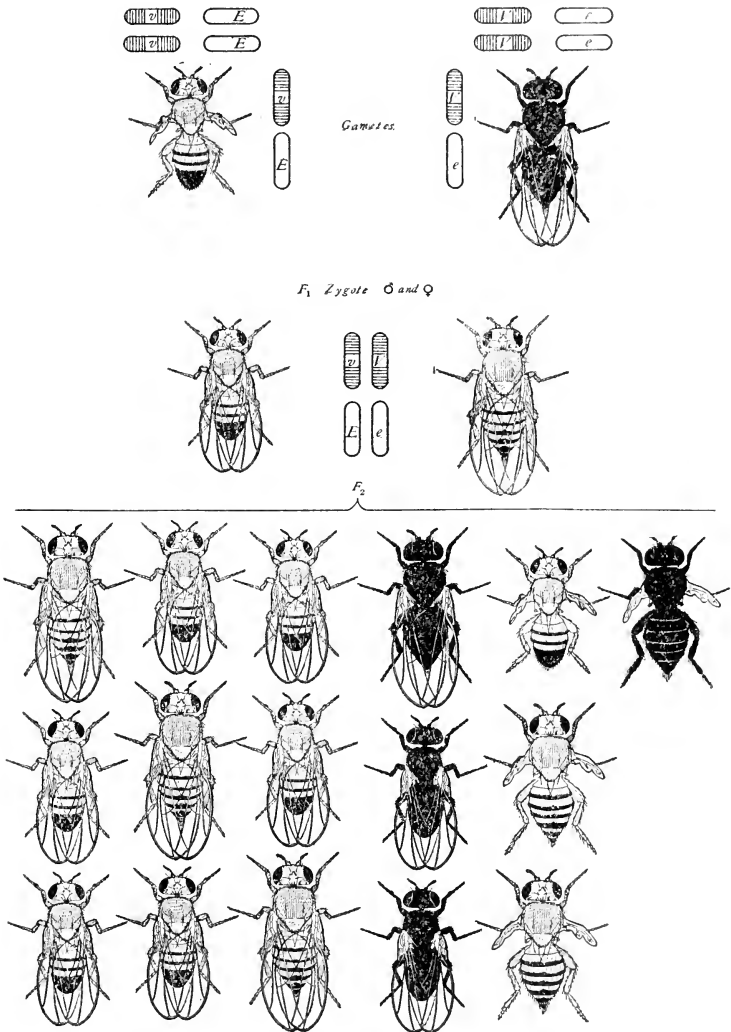 v E V e
v E V e
v V
Gametes.
E e
F₁ Zygote ♂ and ♀
v V
E e
F₂